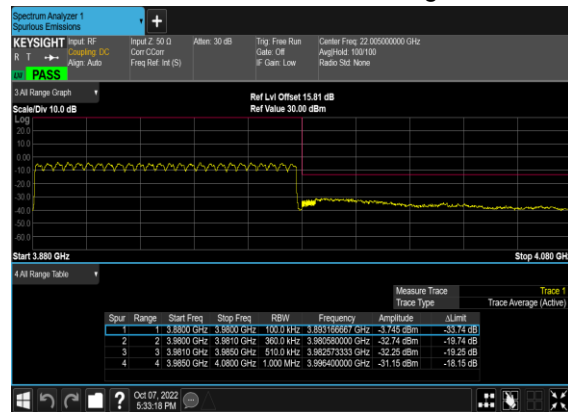 Spectrum Analyzer 1
Spurious Emissions
+
KEYSIGHT Input: RF Input Z: 50 Ω Atten: 30 dB Trig: Free Run Center Freq: 22.005000000 GHz
R T Coupling: DC Corr CCorr Gate: Off Avg|Hold: 100/100
Align: Auto Freq Ref: Int (S) IF Gain: Low Radio Std: None
PASS
3 All Range Graph
Ref Lvl Offset 15.81 dB
Scale/Div 10.0 dB Ref Value 30.00 dBm
Log
20.0
10.0
0.00
-10.0
-20.0
-30.0
-40.0
-50.0
-60.0
Start 3.880 GHz Stop 4.080 GH
4 All Range Table
Measure Trace Trace 1
Trace Type Trace Average (Active)
Spur Range Start Freq Stop Freq RBW Frequency Amplitude ΔLimit
1 1 3.8800 GHz 3.9800 GHz 100.0 kHz 3.893166667 GHz -3.745 dBm -33.74 dB
2 2 3.9800 GHz 3.9810 GHz 360.0 kHz 3.980580000 GHz -32.74 dBm -19.74 dB
3 3 3.9810 GHz 3.9850 GHz 510.0 kHz 3.982573333 GHz -32.25 dBm -19.25 dB
4 4 3.9850 GHz 4.0800 GHz 1.000 MHz 3.996400000 GHz -31.15 dBm -18.15 dB
? Oct 07, 2022
5:33:18 PM